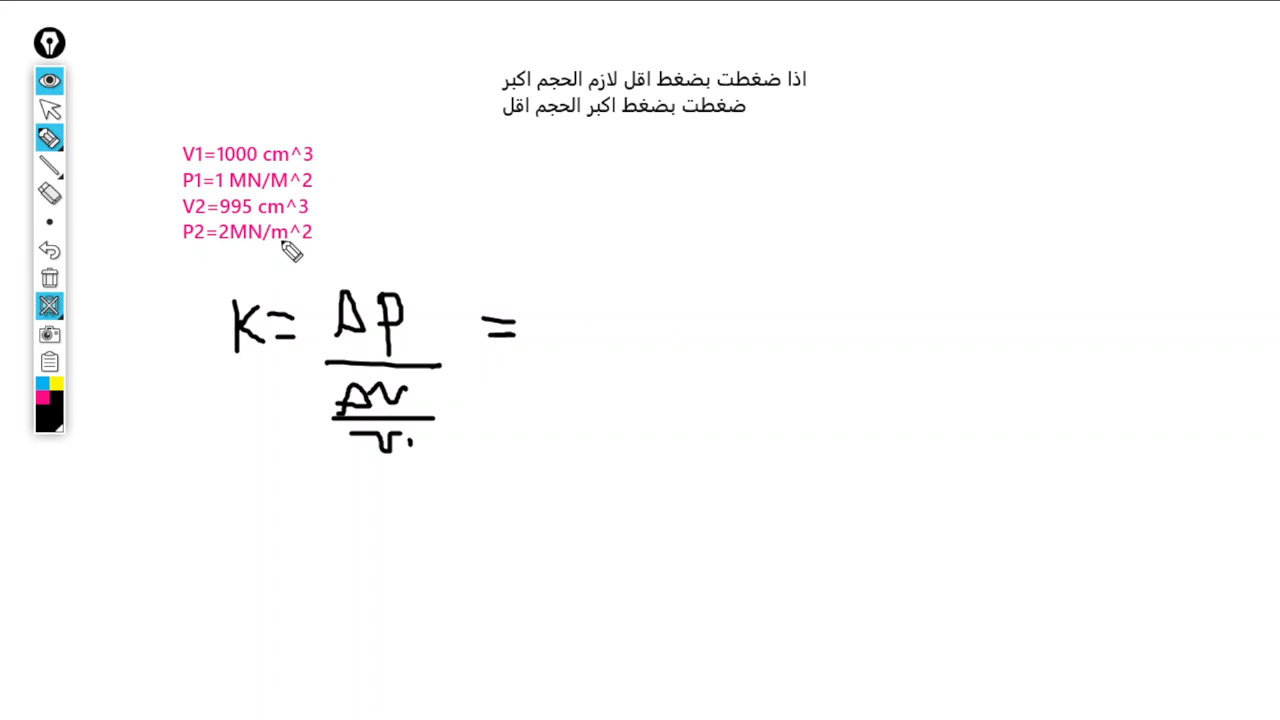 اذا ضغطت بضغط اقل لازم الحجم اكبر
ضغطت بضغط اكبر الحجم اقل
V1=1000 cm^3
P1=1 MN/M^2
V2=995 cm^3
P2=2MN/m^2
K= ΔP =
ΔV
V.